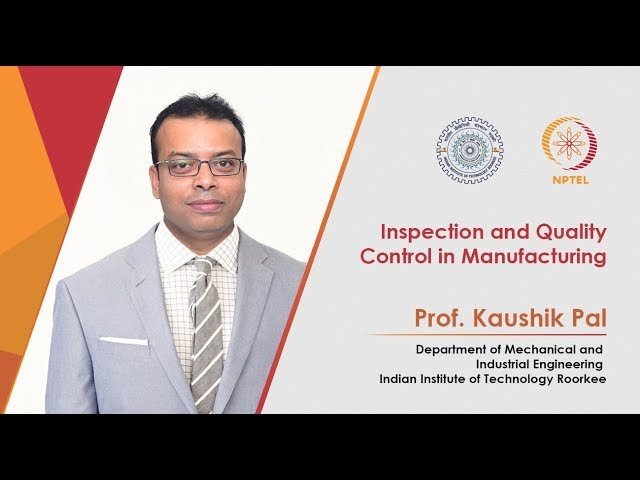 NPTEL
Inspection and Quality
Control in Manufacturing
Prof. Kaushik Pal
Department of Mechanical and
Industrial Engineering
Indian Institute of Technology Roorkee